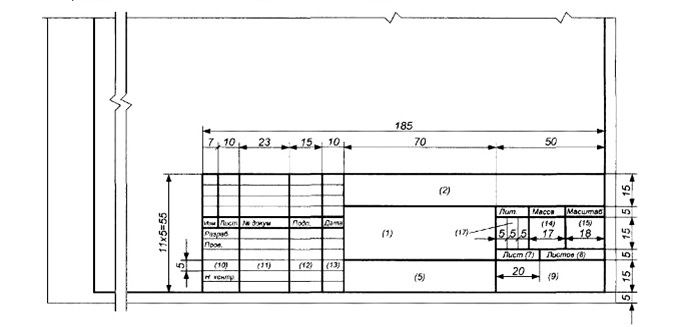 185
7 10 23 15 10 70 50
(2)
15
11x5=55
Лит. Масса Масштаб
5
Изм. Лист № докум. Подп. Дата
(1) (17) (14) (15)
5 5 5 17 18
15
Разраб.
Пров.
Лист (7) Листов (8)
5
5
(10) (11) (12) (13)
20
Н. контр.
(5) (9)
15
5